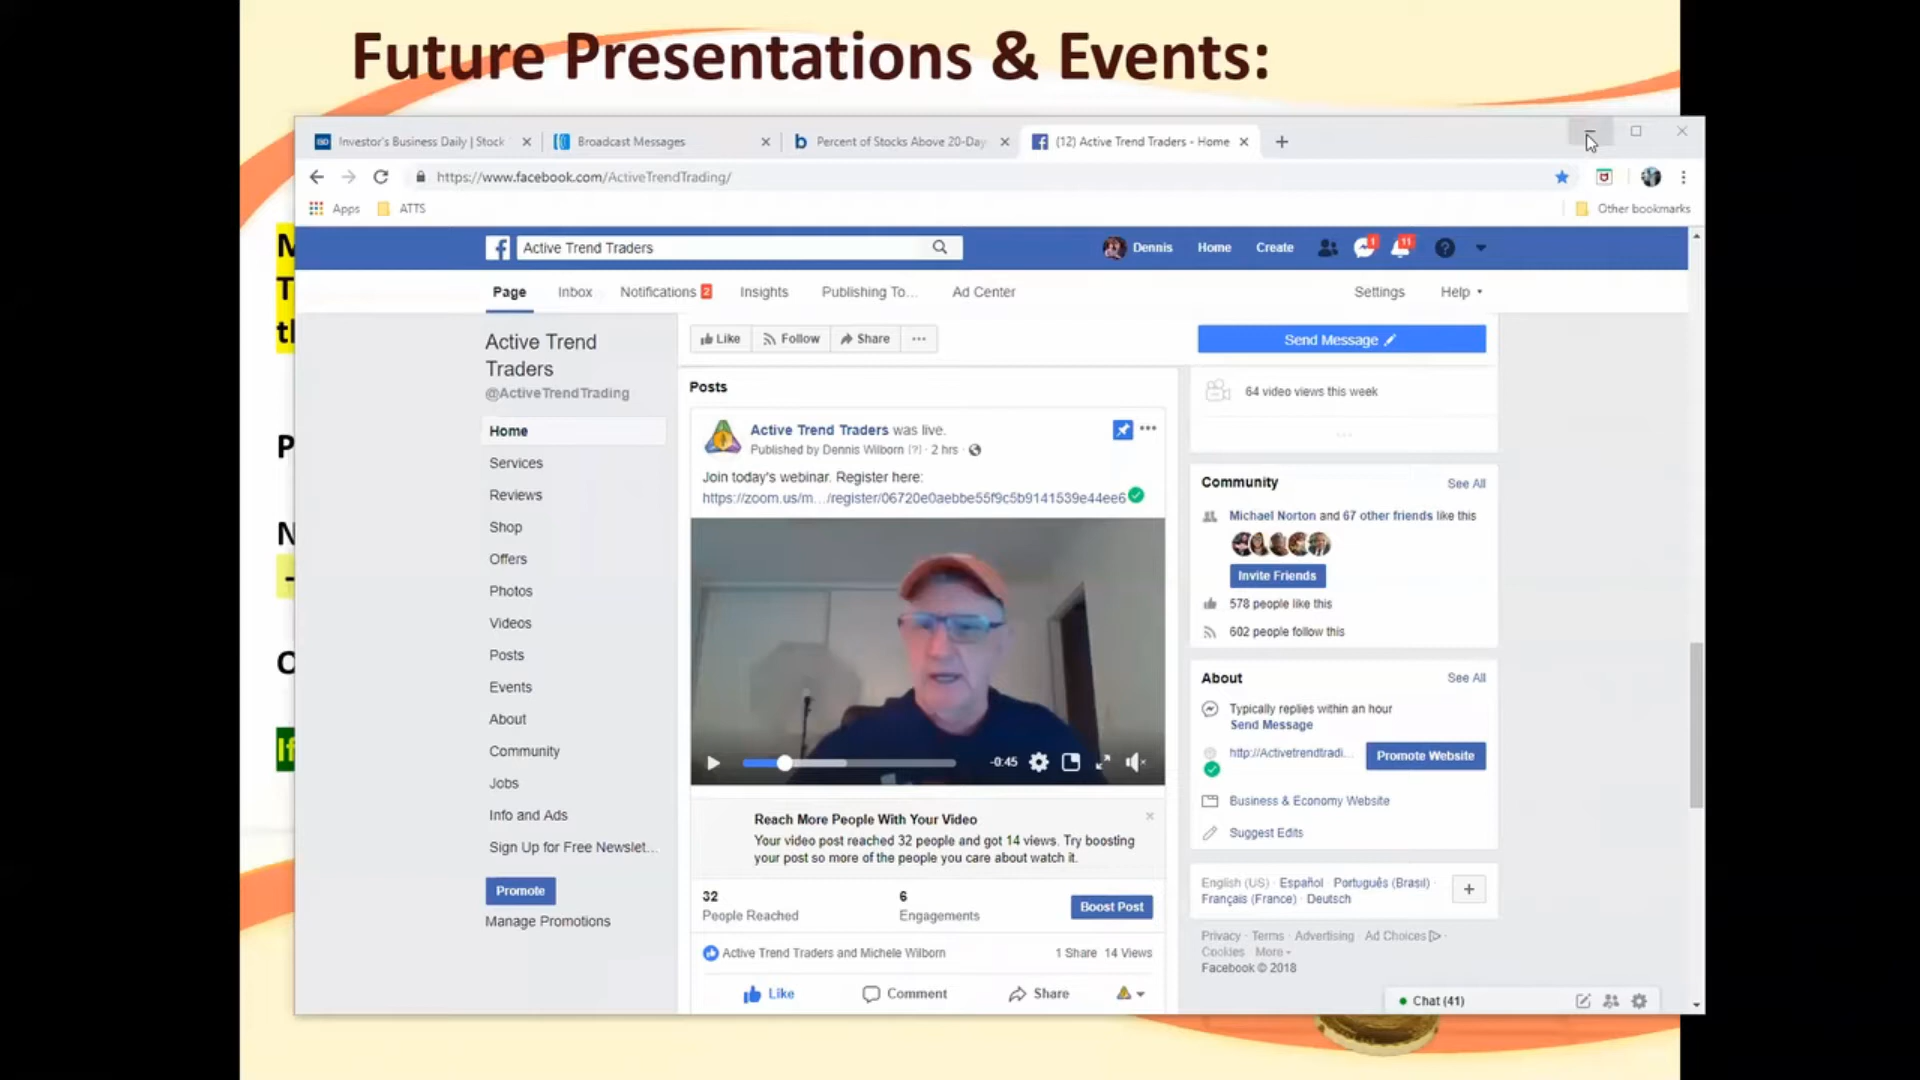 Future Presentations & Events:
Investor's Business Daily | Stock
Broadcast Messages
Percent of Stocks Above 20-Day
(12) Active Trend Traders - Home
https://www.facebook.com/ActiveTrendTrading/
Apps
ATTS
Other bookmarks
Active Trend Traders
Dennis
Home
Create
1
11
Page
Inbox
Notifications 2
Insights
Publishing To...
Ad Center
Settings
Help
Active Trend
Traders
@ActiveTrendTrading
Home
Services
Reviews
Shop
Offers
Photos
Videos
Posts
Events
About
Community
Jobs
Info and Ads
Sign Up for Free Newslet...
Promote
Manage Promotions
Like
Follow
Share
Send Message
Posts
Active Trend Traders was live.
Published by Dennis Wilborn [?] · 2 hrs ·
Join today's webinar. Register here:
https://zoom.us/m.../register/06720e0aebbe55f9c5b9141539e44ee6
-0:45
Reach More People With Your Video
Your video post reached 32 people and got 14 views. Try boosting
your post so more of the people you care about watch it.
32
People Reached
6
Engagements
Boost Post
Active Trend Traders and Michele Wilborn
1 Share 14 Views
Like
Comment
Share
64 video views this week
Community
See All
Michael Norton and 67 other friends like this
Invite Friends
578 people like this
602 people follow this
About
See All
Typically replies within an hour
Send Message
http://Activetrendtradi...
Promote Website
Business & Economy Website
Suggest Edits
English (US) · Español · Português (Brasil) ·
Français (France) · Deutsch
Privacy · Terms · Advertising · Ad Choices ·
Cookies · More
Facebook © 2018
Chat (41)
M
T
th
P
N
-
O
If